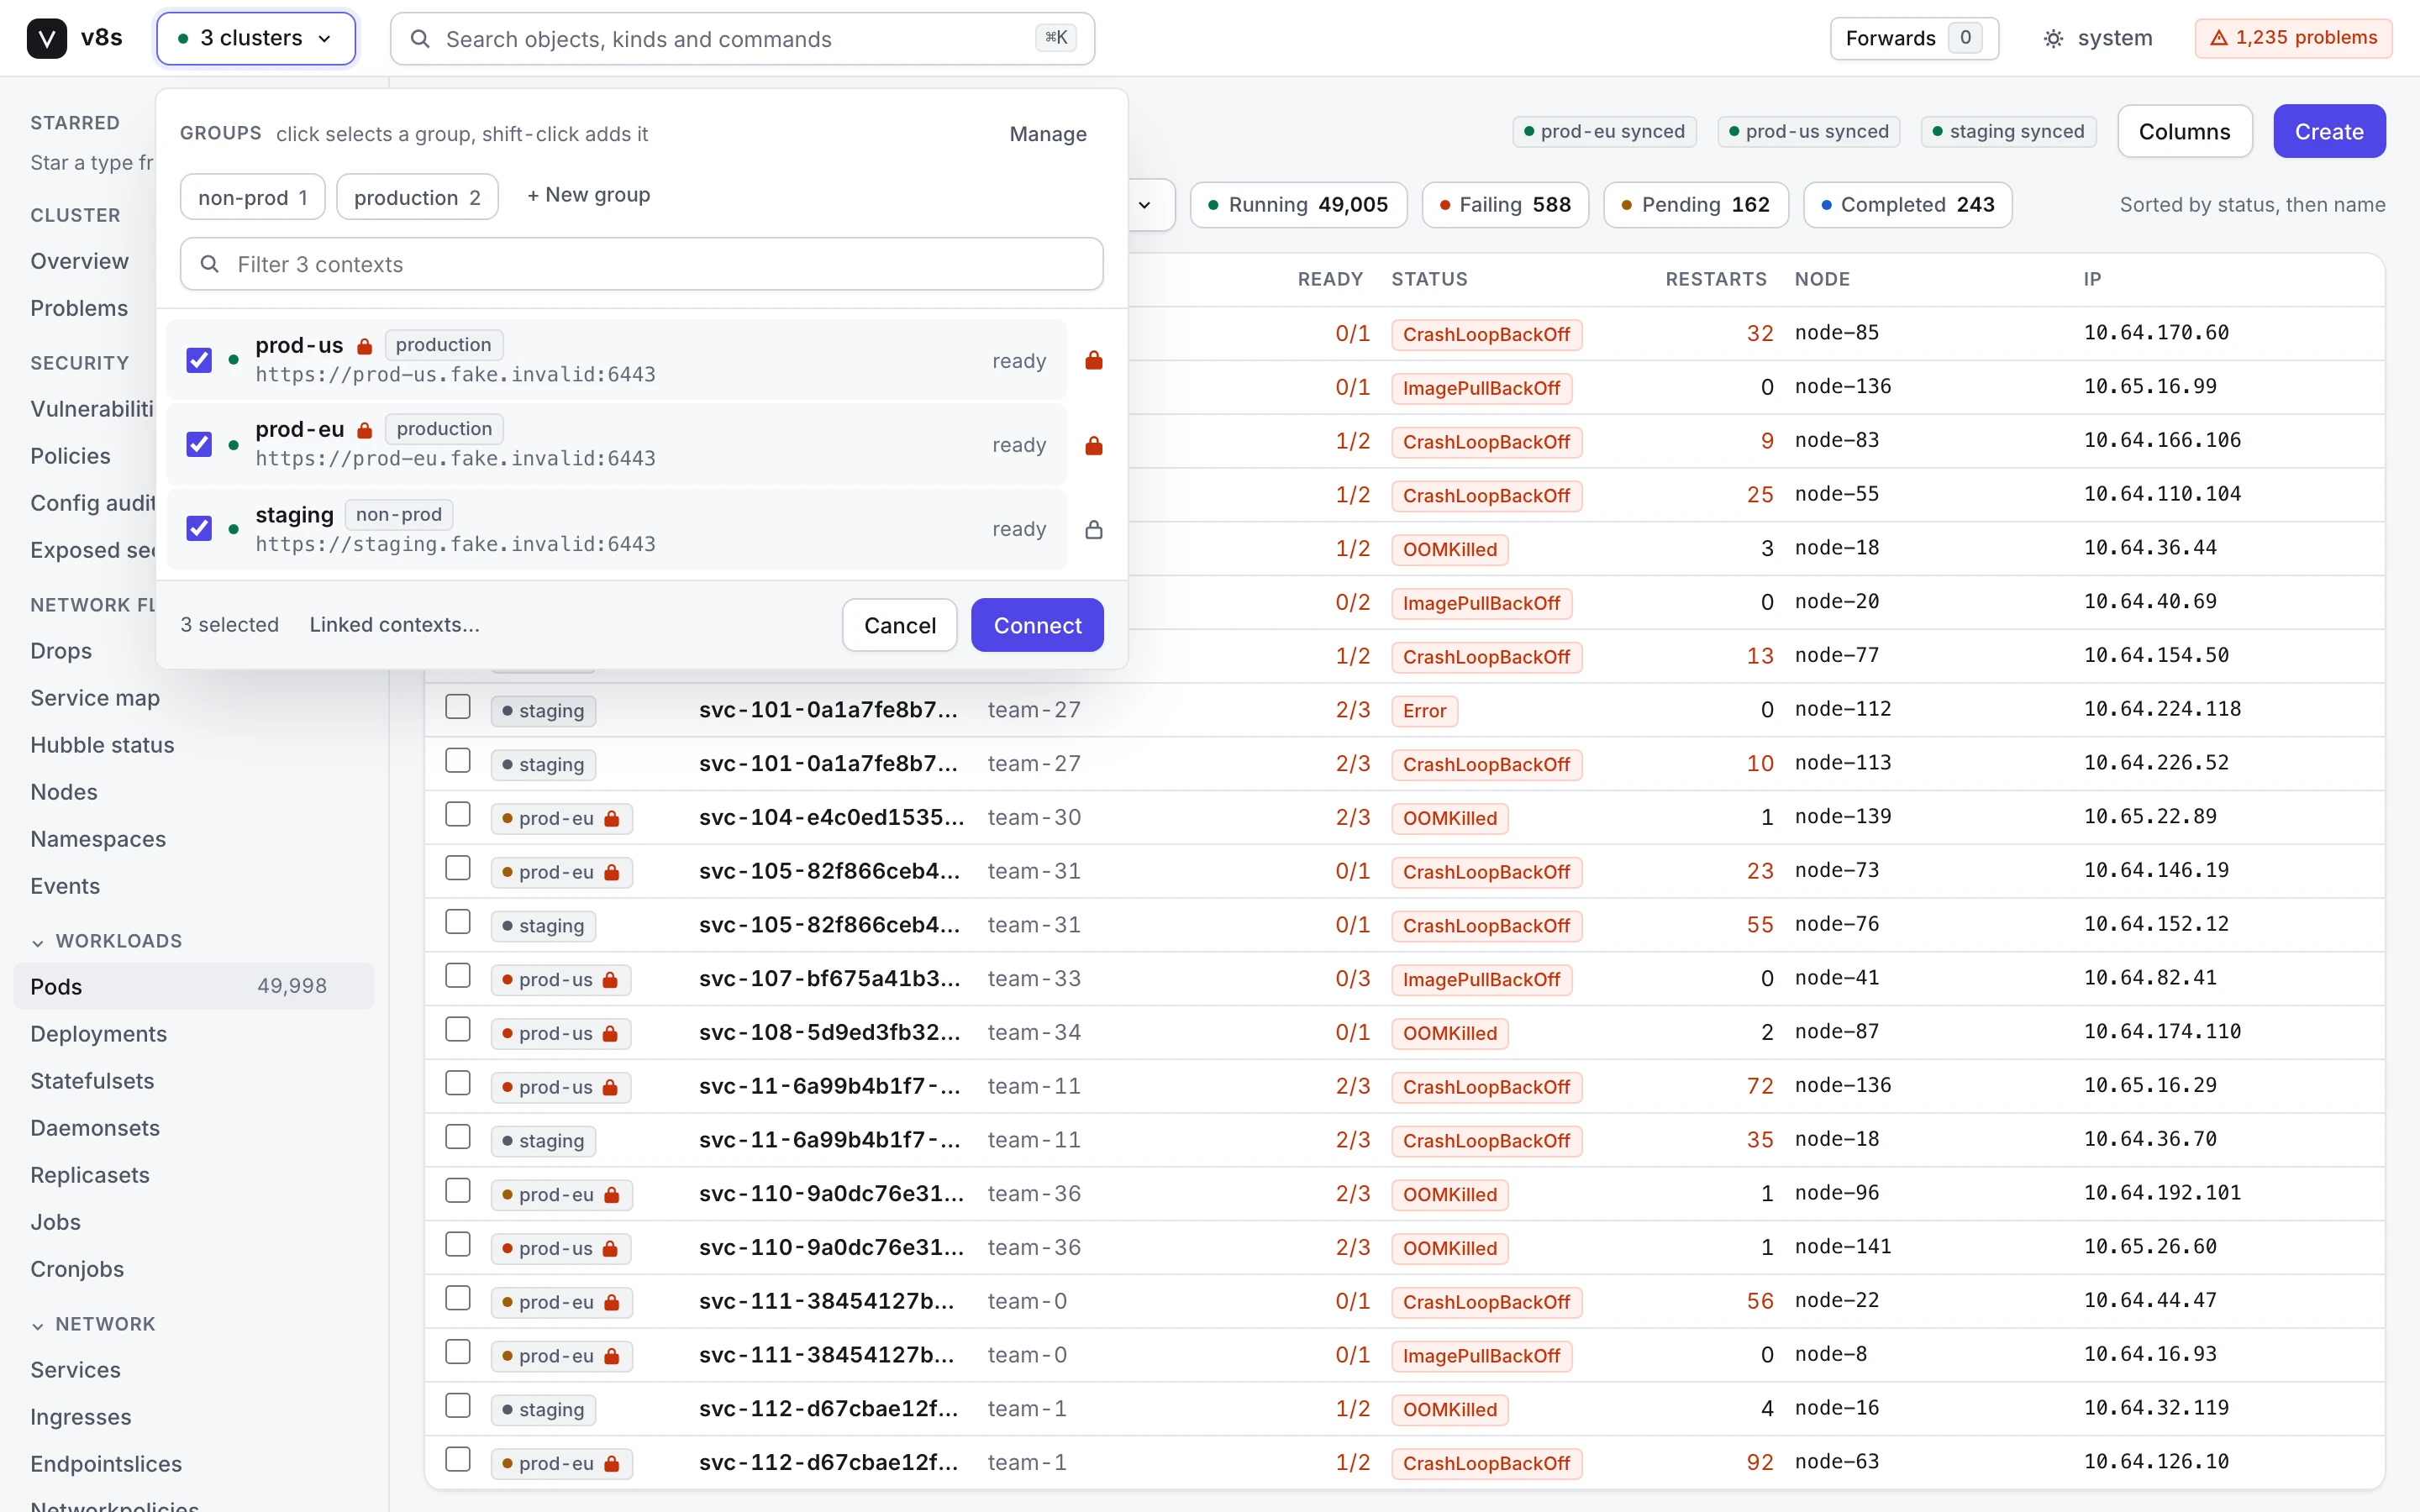 v8s
3 clusters
Search objects, kinds and commands
⌘K
Forwards 0
system
1,235 problems
STARRED
Star a type fr
CLUSTER
Overview
Problems
SECURITY
Vulnerabiliti
Policies
Config audit
Exposed sec
NETWORK FL
Drops
Service map
Hubble status
Nodes
Namespaces
Events
WORKLOADS
Pods 49,998
Deployments
Statefulsets
Daemonsets
Replicasets
Jobs
Cronjobs
NETWORK
Services
Ingresses
Endpointslices
Networkpolicies
GROUPS click selects a group, shift-click adds it
Manage
non-prod 1
production 2
+ New group
Filter 3 contexts
prod-us production
https://prod-us.fake.invalid:6443
ready
prod-eu production
https://prod-eu.fake.invalid:6443
ready
staging non-prod
https://staging.fake.invalid:6443
ready
3 selected
Linked contexts...
Cancel
Connect
prod-eu synced
prod-us synced
staging synced
Columns
Create
Running 49,005
Failing 588
Pending 162
Completed 243
Sorted by status, then name
READY STATUS RESTARTS NODE IP
0/1 CrashLoopBackOff 32 node-85 10.64.170.60
0/1 ImagePullBackOff 0 node-136 10.65.16.99
1/2 CrashLoopBackOff 9 node-83 10.64.166.106
1/2 CrashLoopBackOff 25 node-55 10.64.110.104
1/2 OOMKilled 3 node-18 10.64.36.44
0/2 ImagePullBackOff 0 node-20 10.64.40.69
1/2 CrashLoopBackOff 13 node-77 10.64.154.50
staging svc-101-0a1a7fe8b7... team-27 2/3 Error 0 node-112 10.64.224.118
staging svc-101-0a1a7fe8b7... team-27 2/3 CrashLoopBackOff 10 node-113 10.64.226.52
prod-eu svc-104-e4c0ed1535... team-30 2/3 OOMKilled 1 node-139 10.65.22.89
prod-eu svc-105-82f866ceb4... team-31 0/1 CrashLoopBackOff 23 node-73 10.64.146.19
staging svc-105-82f866ceb4... team-31 0/1 CrashLoopBackOff 55 node-76 10.64.152.12
prod-us svc-107-bf675a41b3... team-33 0/3 ImagePullBackOff 0 node-41 10.64.82.41
prod-us svc-108-5d9ed3fb32... team-34 0/1 OOMKilled 2 node-87 10.64.174.110
prod-us svc-11-6a99b4b1f7-... team-11 2/3 CrashLoopBackOff 72 node-136 10.65.16.29
staging svc-11-6a99b4b1f7-... team-11 2/3 CrashLoopBackOff 35 node-18 10.64.36.70
prod-eu svc-110-9a0dc76e31... team-36 2/3 OOMKilled 1 node-96 10.64.192.101
prod-us svc-110-9a0dc76e31... team-36 2/3 OOMKilled 1 node-141 10.65.26.60
prod-eu svc-111-38454127b... team-0 0/1 CrashLoopBackOff 56 node-22 10.64.44.47
prod-eu svc-111-38454127b... team-0 0/1 ImagePullBackOff 0 node-8 10.64.16.93
staging svc-112-d67cbae12f... team-1 1/2 OOMKilled 4 node-16 10.64.32.119
prod-eu svc-112-d67cbae12f... team-1 1/2 CrashLoopBackOff 92 node-63 10.64.126.10